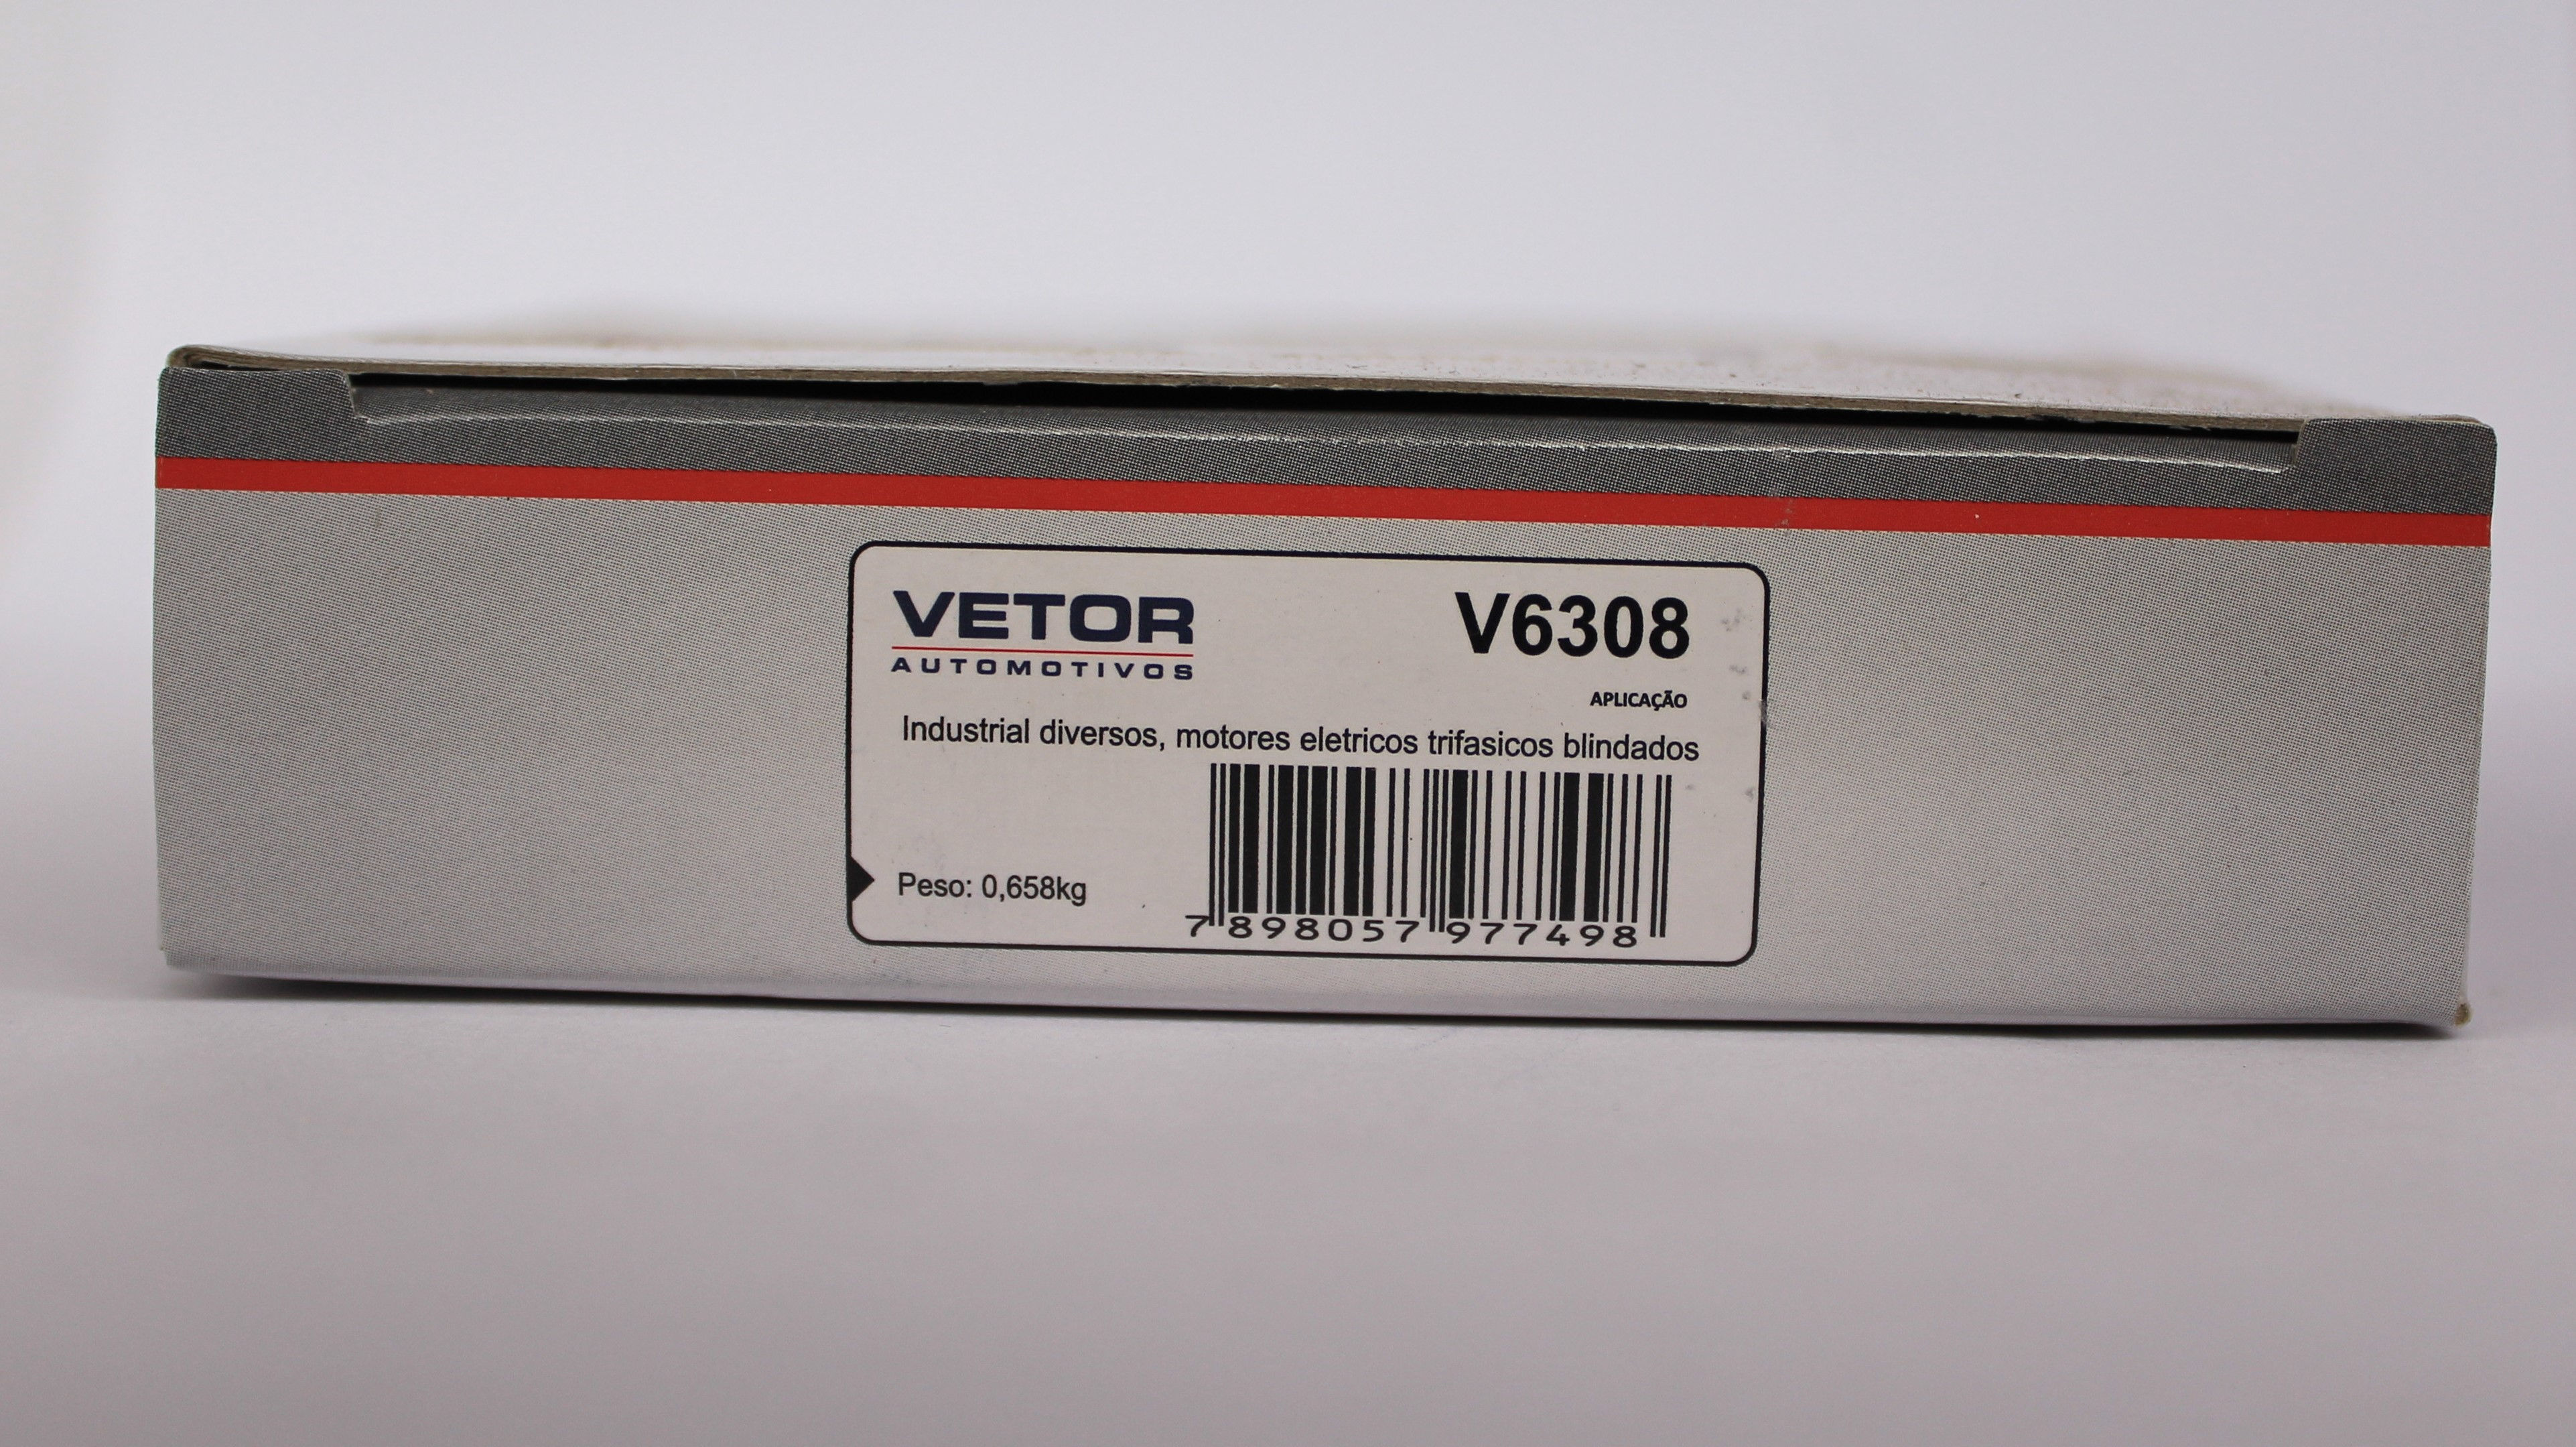 VETOR
AUTOMOTIVOS
V6308
APLICAÇÃO
Industrial diversos, motores eletricos trifasicos blindados
Peso: 0,658kg
7 898057 977498